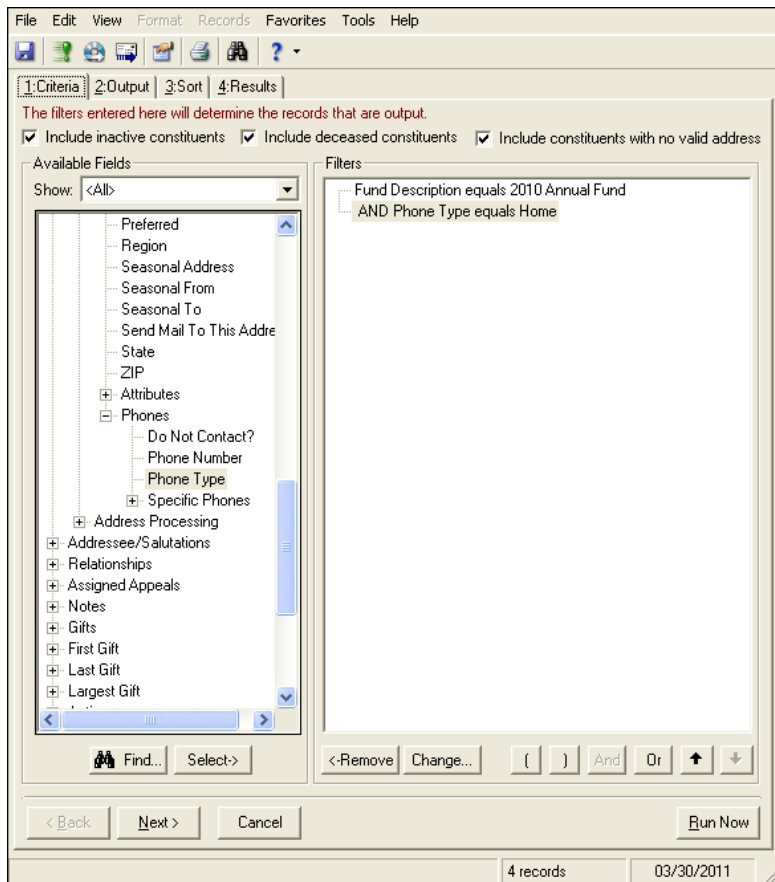 File Edit View Format Records Favorites Tools Help
1:Criteria 2:Output 3:Sort 4:Results
The filters entered here will determine the records that are output.
Include inactive constituents Include deceased constituents Include constituents with no valid address
Available Fields
Show: <All>
Preferred
Region
Seasonal Address
Seasonal From
Seasonal To
Send Mail To This Addre
State
ZIP
Attributes
Phones
Do Not Contact?
Phone Number
Phone Type
Specific Phones
Address Processing
Addressee/Salutations
Relationships
Assigned Appeals
Notes
Gifts
First Gift
Last Gift
Largest Gift
Find... Select->
Filters
Fund Description equals 2010 Annual Fund
AND Phone Type equals Home
<-Remove Change... ( ) And Or
< Back Next > Cancel Run Now
4 records 03/30/2011